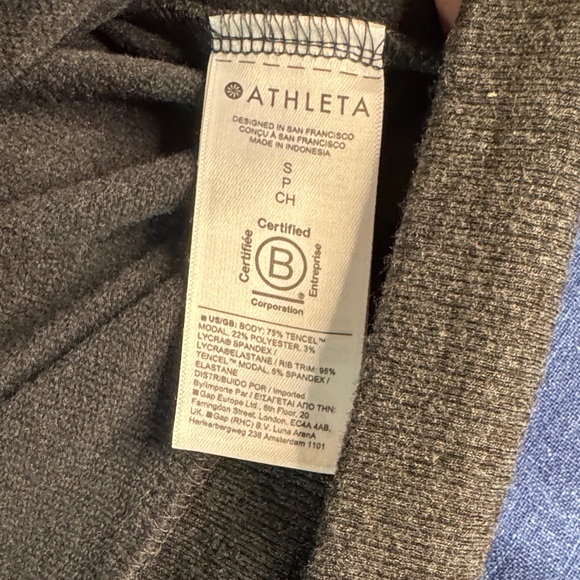 ATHLETA
DESIGNED IN SAN FRANCISCO
CONÇU À SAN FRANCISCO
MADE IN INDONESIA
S
P
CH
Certified
Certifiée
B
Entreprise
®
Corporation
US/GB: BODY: 75% TENCEL™
MODAL, 22% POLYESTER, 3%
LYCRA® SPANDEX /
LYCRA®ELASTANE / RIB TRIM: 95%
TENCEL™ MODAL, 5% SPANDEX /
ELASTANE
DISTRIBUIDO POR / Imported
By/Importe Par / ΕΙΣΑΓΕΤΑΙ ΑΠΟ ΤΗΝ:
Gap Europe Ltd., 6th Floor, 20
Farringdon Street, London, EC4A 4AB,
UK. Gap (RHC) B.V. Luna ArenA
Herikerbergweg 238 Amsterdam 1101